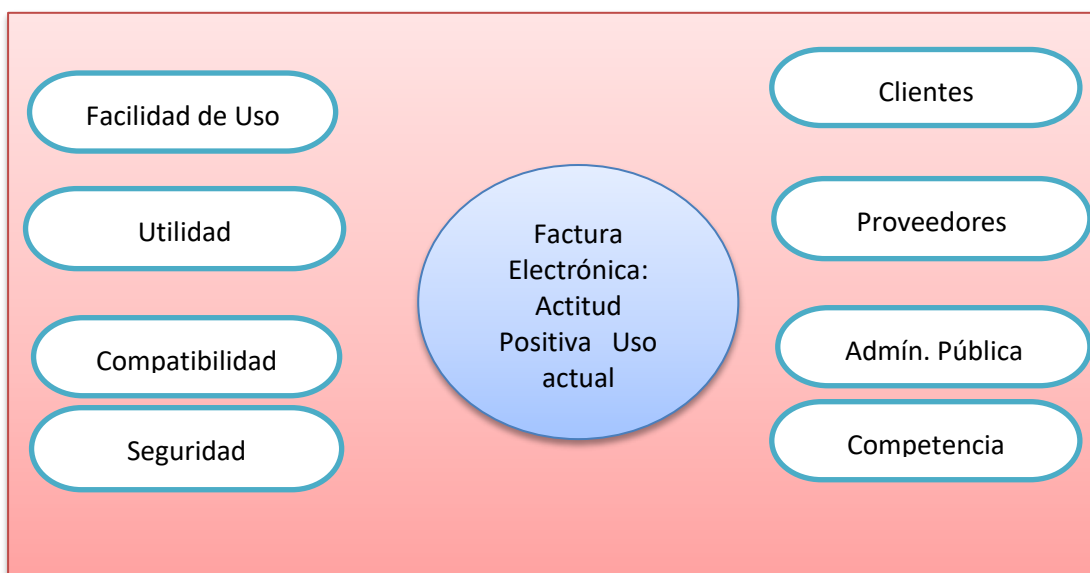 Facilidad de Uso
Utilidad
Compatibilidad
Seguridad
Factura
Electrónica:
Actitud
Positiva Uso
actual
Clientes
Proveedores
Admín. Pública
Competencia